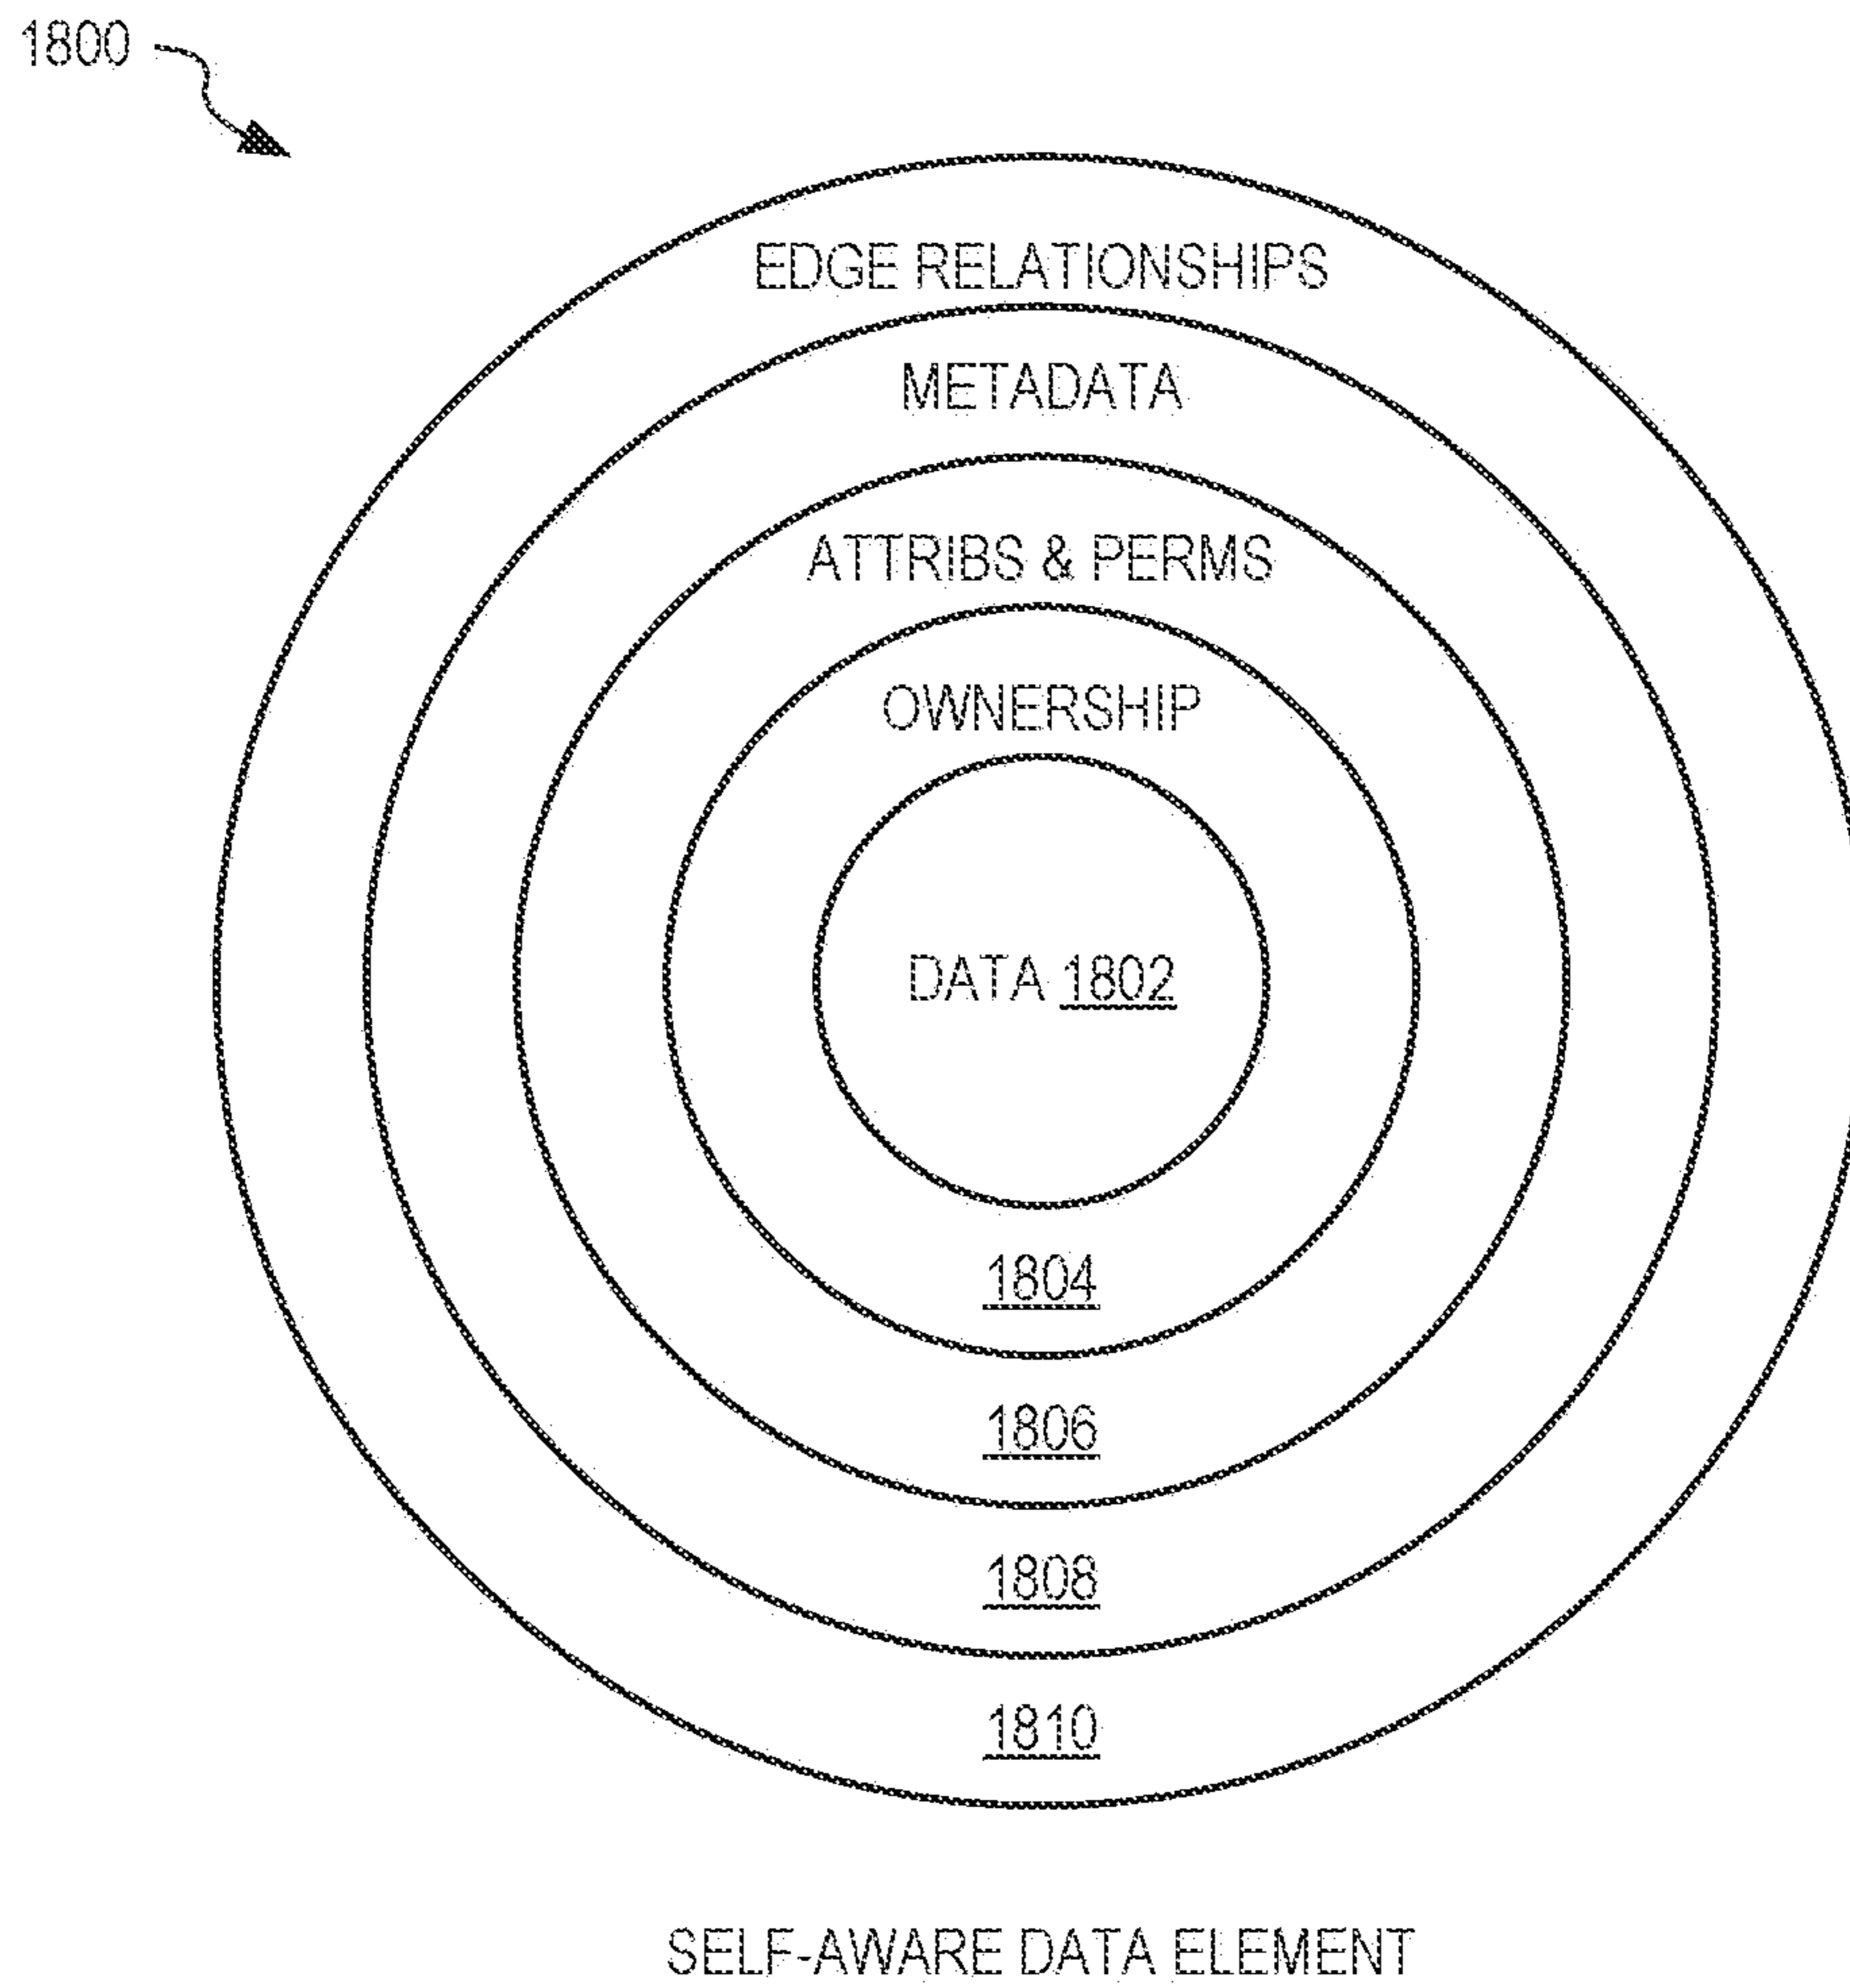 1800
EDGE RELATIONSHIPS
METADATA
ATTRIBS & PERMS
OWNERSHIP
DATA 1802
1804
1806
1808
1810
SELF-AWARE DATA ELEMENT